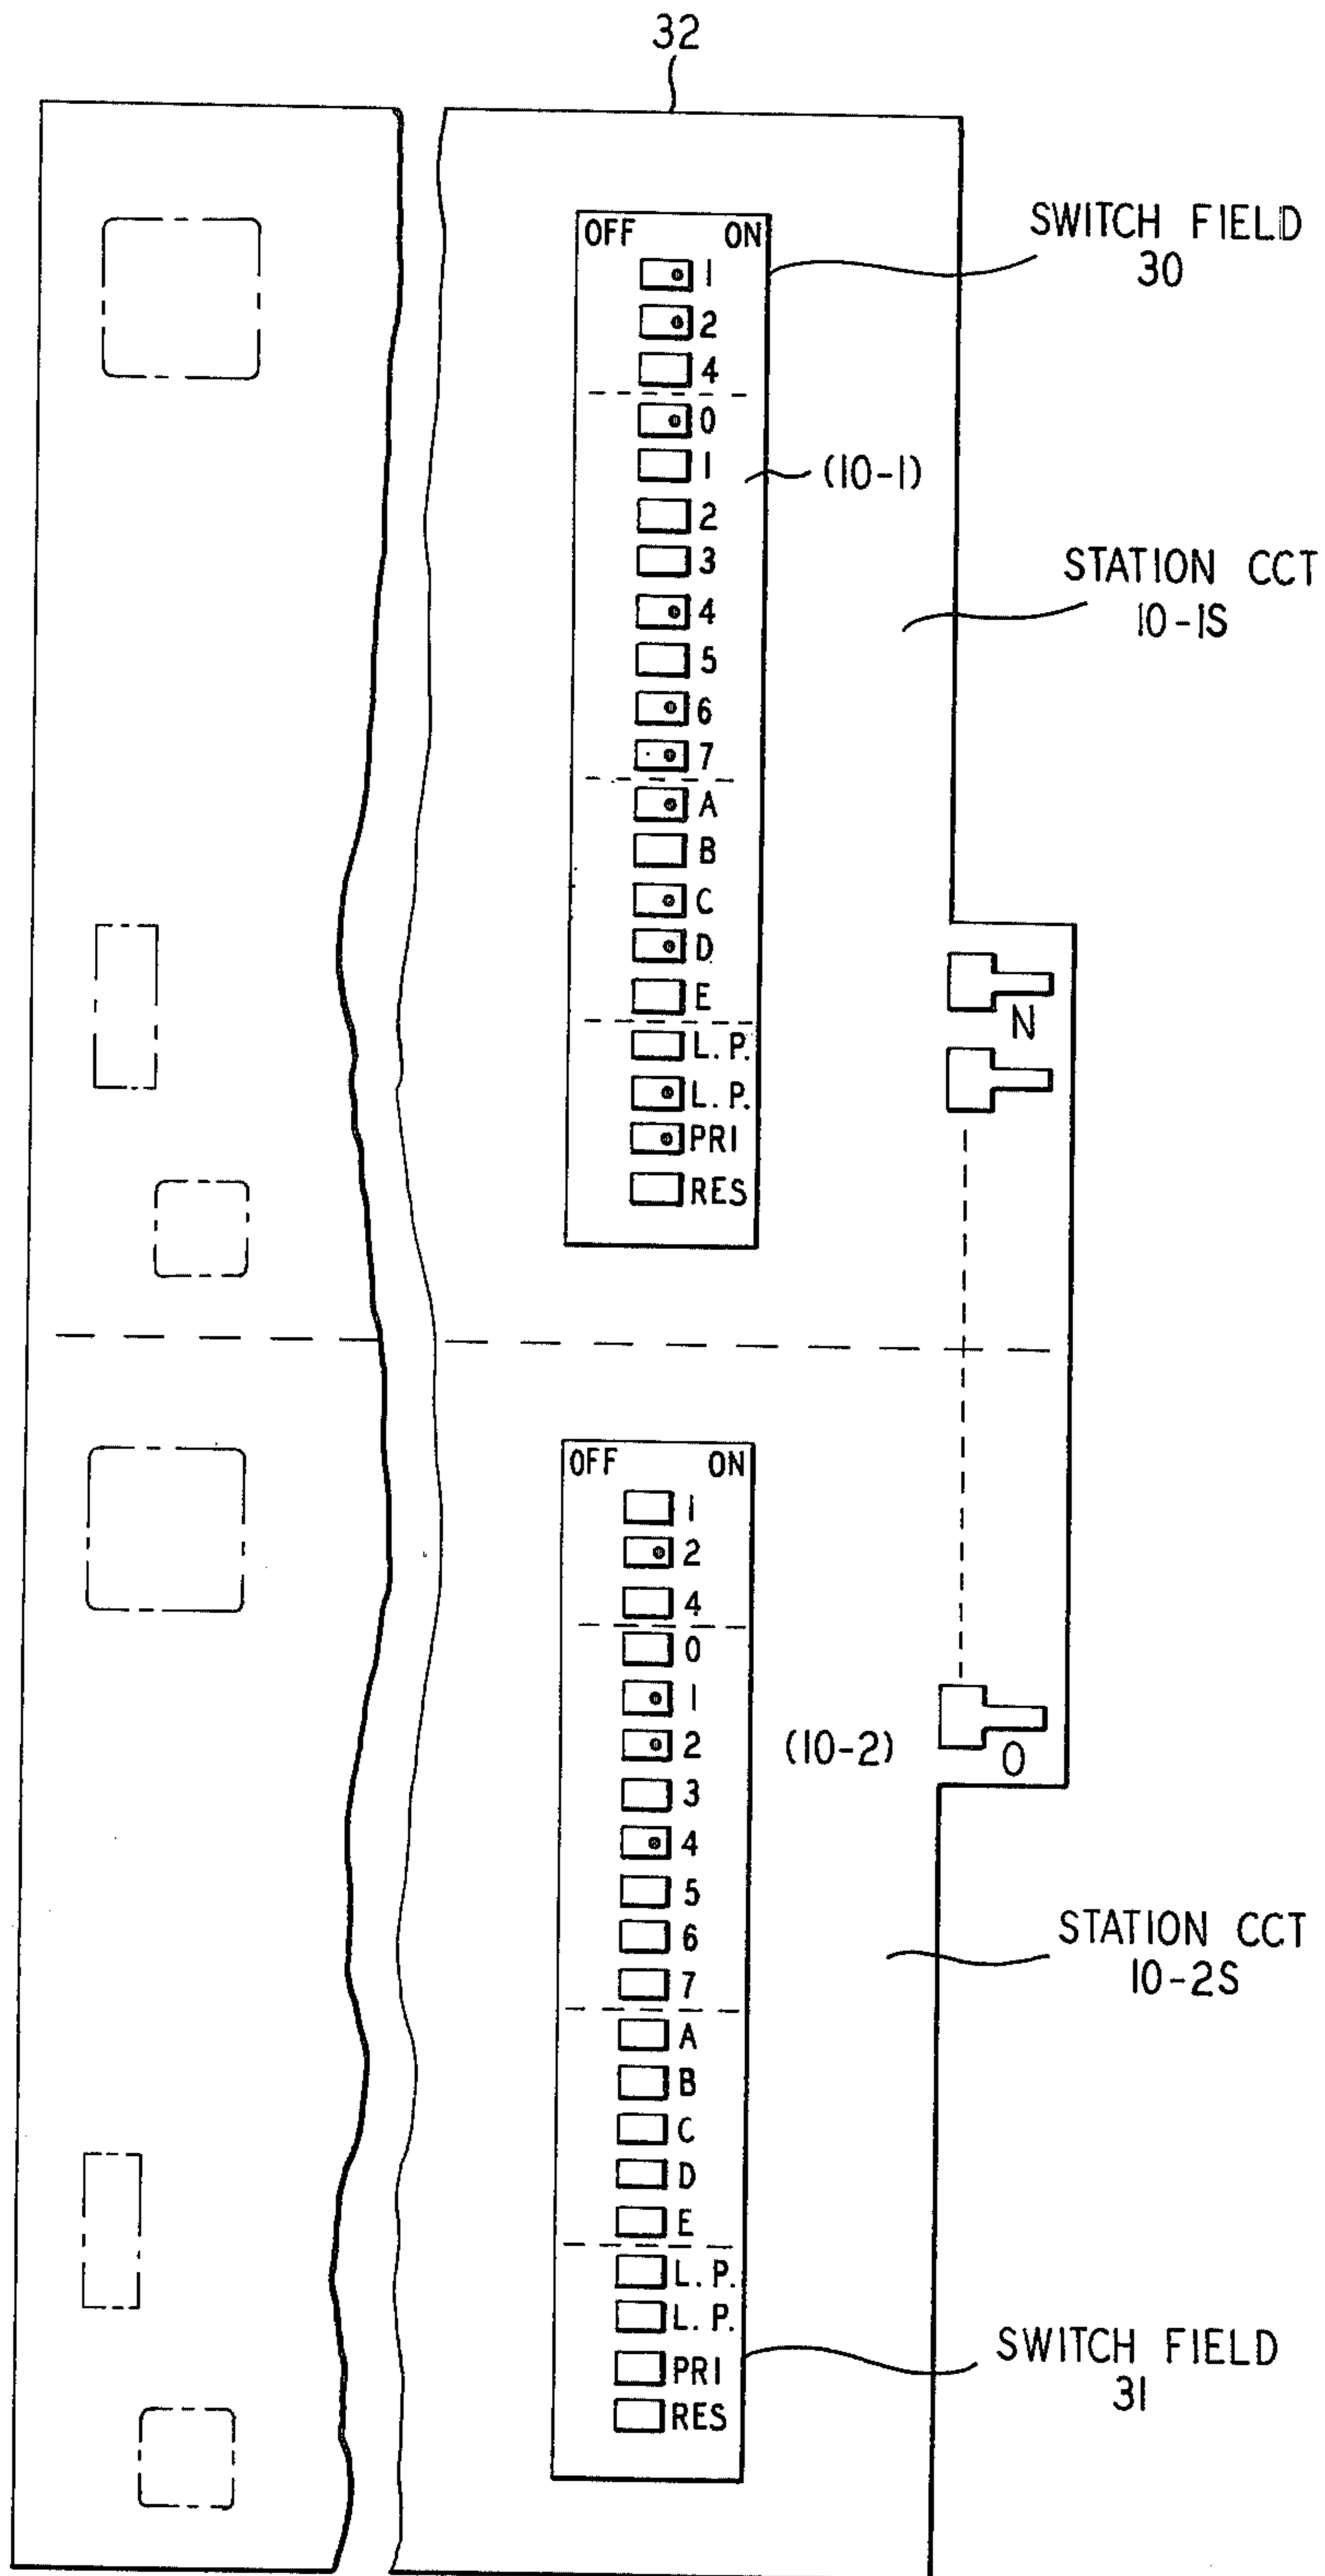 32
SWITCH FIELD
30
OFF ON
1
2
4
0
1
2
3
4
5
6
7
A
B
C
D
E
L.P.
L.P.
PRI
RES
(10-1)
STATION CCT
10-1S
N
OFF ON
1
2
4
0
1
2
3
4
5
6
7
A
B
C
D
E
L.P.
L.P.
PRI
RES
(10-2)
O
STATION CCT
10-2S
SWITCH FIELD
31